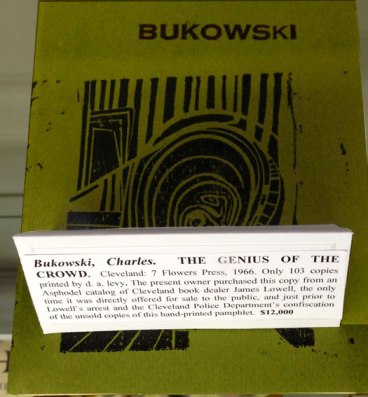 BUKOWSKI
Bukowski, Charles. THE GENIUS OF THE
CROWD. Cleveland: 7 Flowers Press, 1966. Only 103 copies
printed by d. a. levy. The present owner purchased this copy from an
Asphodel catalog of Cleveland book dealer James Lowell, the only
time it was directly offered for sale to the public, and just prior to
Lowell's arrest and the Cleveland Police Department's confiscation
of the unsold copies of this hand-printed pamphlet. $12,000